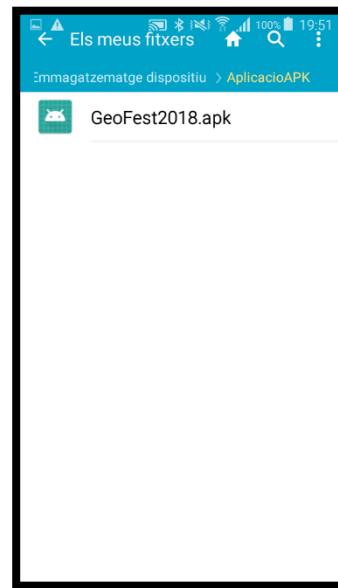 100% 19:51
Els meus fitxers
Emmagatzematge dispositiu > AplicacioAPK
GeoFest2018.apk